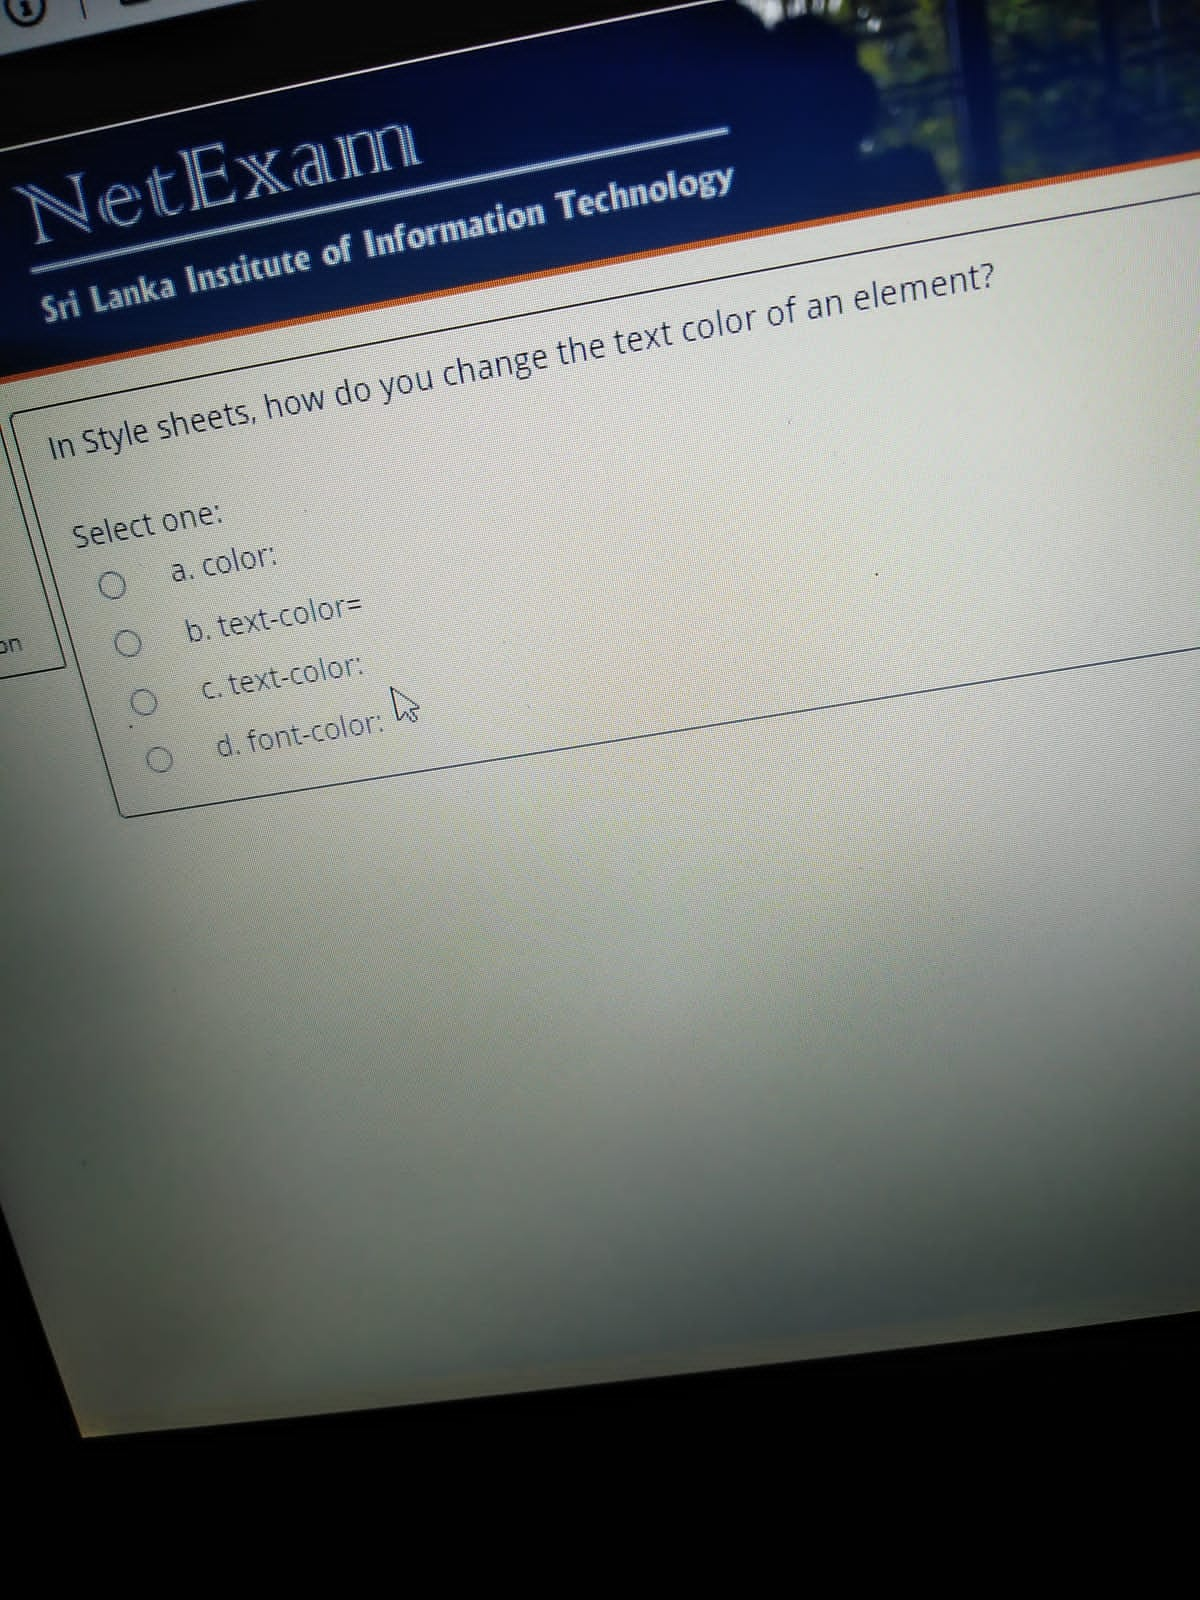 NetExam
Sri Lanka Institute of Information Technology
In Style sheets, how do you change the text color of an element?
Select one:
a. color:
b. text-color=
c. text-color:
d. font-color:
on